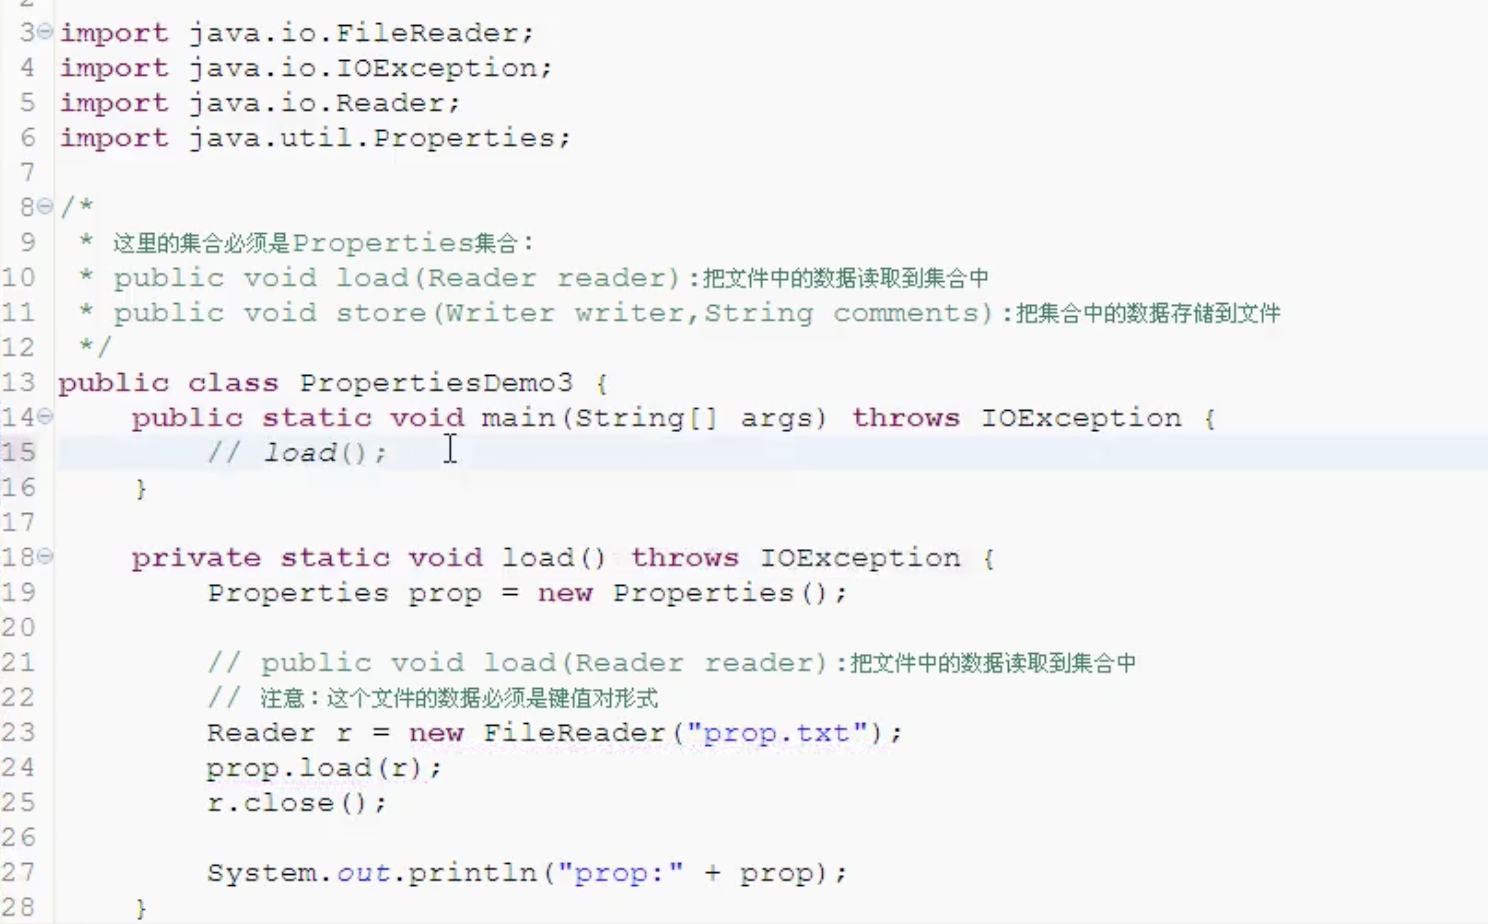 3 import java.io.FileReader;
4 import java.io.IOException;
5 import java.io.Reader;
6 import java.util.Properties;
7
8 /*
9  * 这里的集合必须是Properties集合：
10  * public void load(Reader reader):把文件中的数据读取到集合中
11  * public void store(Writer writer,String comments):把集合中的数据存储到文件
12  */
13 public class PropertiesDemo3 {
14     public static void main(String[] args) throws IOException {
15         // load();
16     }
17
18     private static void load() throws IOException {
19         Properties prop = new Properties();
20
21         // public void load(Reader reader):把文件中的数据读取到集合中
22         // 注意：这个文件的数据必须是键值对形式
23         Reader r = new FileReader("prop.txt");
24         prop.load(r);
25         r.close();
26
27         System.out.println("prop:" + prop);
28     }